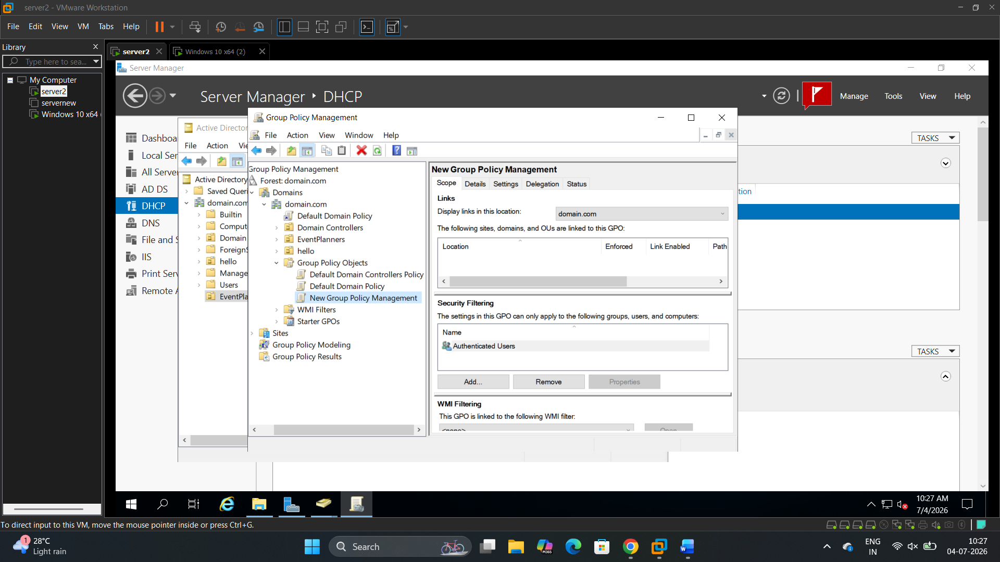 server2 - VMware Workstation
File Edit View VM Tabs Help
Library
Type here to sea...
My Computer
server2
servernew
Windows 10 x64
server2
Windows 10 x64 (2)
Server Manager
Server Manager DHCP
Manage Tools View Help
Dashboa
Local Ser
All Server
AD DS
DHCP
DNS
File and S
IIS
Print Serv
Remote A
Active Director
File Action Vie
Active Directory
Saved Queri
domain.com
Builtin
Comput
Domain
ForeignS
hello
Manage
Users
EventPla
Group Policy Management
File Action View Window Help
Group Policy Management
Forest: domain.com
Domains
domain.com
Default Domain Policy
Domain Controllers
EventPlanners
hello
Group Policy Objects
Default Domain Controllers Policy
Default Domain Policy
New Group Policy Management
WMI Filters
Starter GPOs
Sites
Group Policy Modeling
Group Policy Results
New Group Policy Management
Scope Details Settings Delegation Status
Links
Display links in this location: domain.com
The following sites, domains, and OUs are linked to this GPO:
Location Enforced Link Enabled Path
Security Filtering
The settings in this GPO can only apply to the following groups, users, and computers:
Name
Authenticated Users
Add... Remove Properties
WMI Filtering
This GPO is linked to the following WMI filter:
<none> Open
TASKS
tion
TASKS
10:27 AM
7/4/2026
To direct input to this VM, move the mouse pointer inside or press Ctrl+G.
1
28°C
Light rain
Search
M365
ENG
IN
10:27
04-07-2026